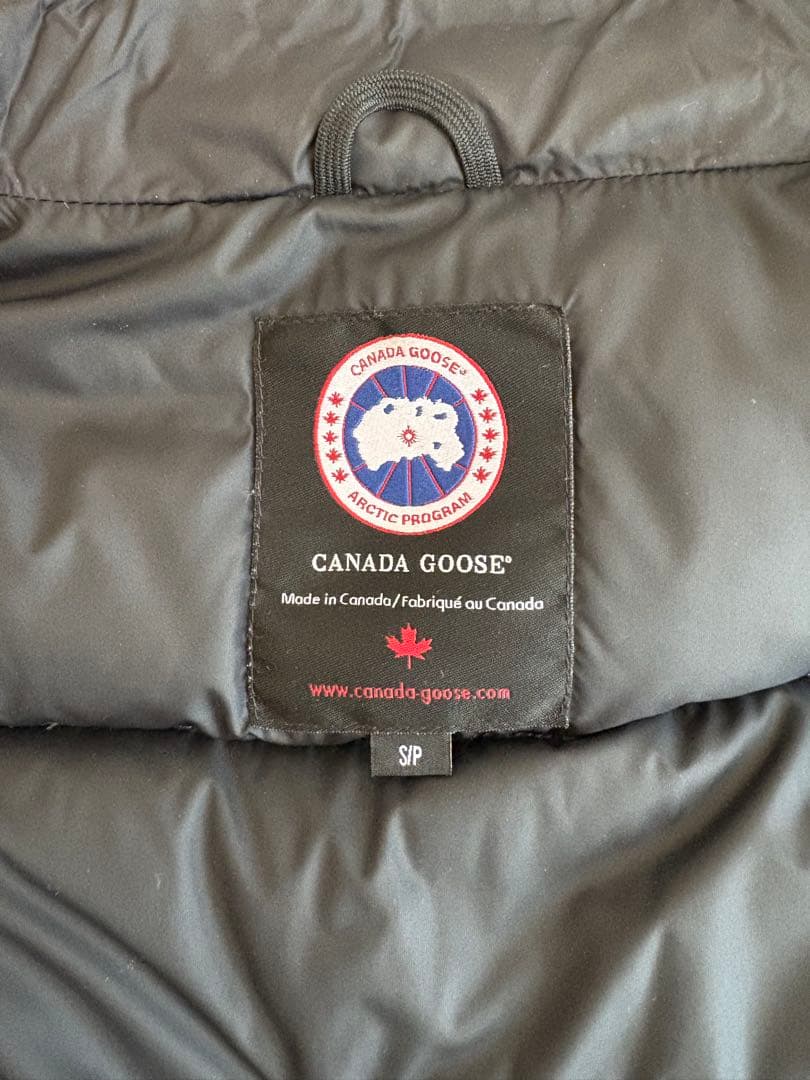 CANADA GOOSE®
ARCTIC PROGRAM
CANADA GOOSE®
Made in Canada/Fabriqué au Canada
www.canada-goose.com
S/P